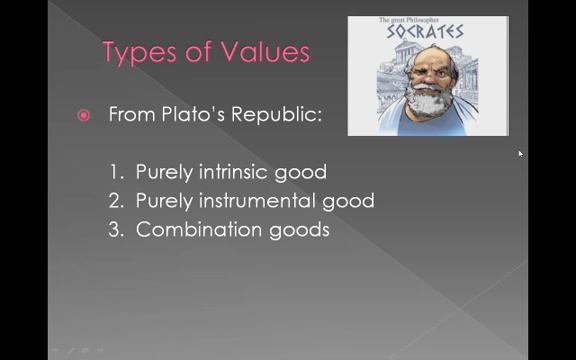 The great Philosopher
SOCRATES
Types of Values
From Plato's Republic:
1. Purely intrinsic good
2. Purely instrumental good
3. Combination goods